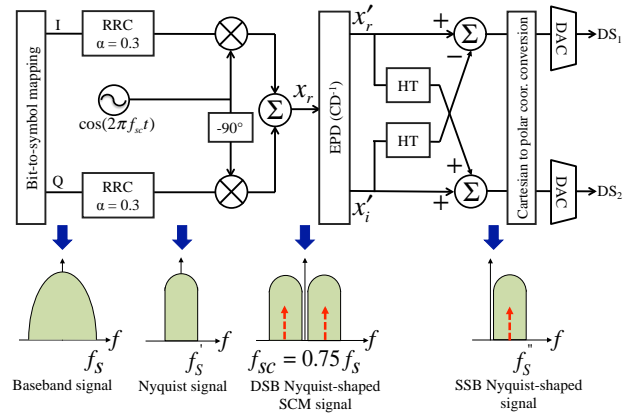 Bit-to-symbol mapping
I
RRC
α = 0.3
cos(2πf_sc t)
-90°
Q
RRC
α = 0.3
Σ
x_r
EPD (CD⁻¹)
x′_r
x′_i
HT
HT
+
−
Σ
+
+
+
Σ
Cartesian to polar coor. conversion
DAC
DS₁
DAC
DS₂
f
f_S
Baseband signal
f
f_S'
Nyquist signal
f
f_SC = 0.75 f_S
DSB Nyquist-shaped
SCM signal
f
f_S''
SSB Nyquist-shaped
signal